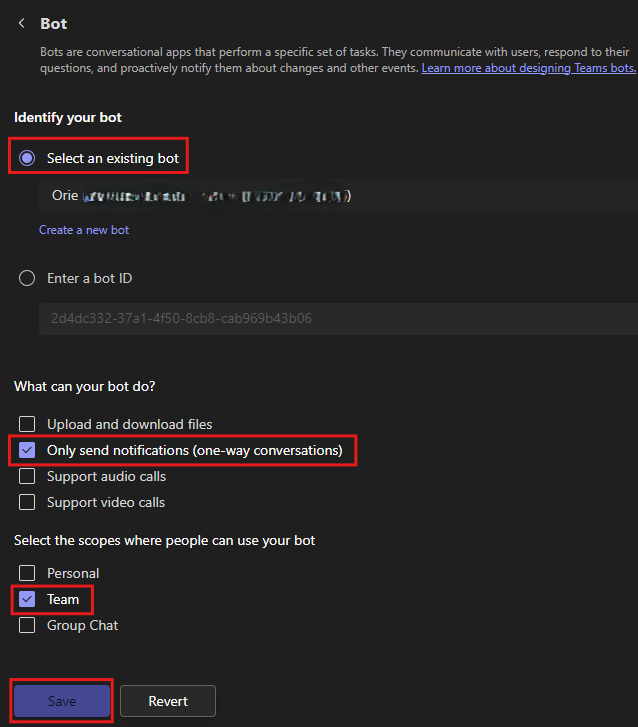 Bot
Bots are conversational apps that perform a specific set of tasks. They communicate with users, respond to their
questions, and proactively notify them about changes and other events. Learn more about designing Teams bots.
Identify your bot
Select an existing bot
Orie
Create a new bot
Enter a bot ID
2d4dc332-37a1-4f50-8cb8-cab969b43b06
What can your bot do?
Upload and download files
Only send notifications (one-way conversations)
Support audio calls
Support video calls
Select the scopes where people can use your bot
Personal
Team
Group Chat
Save
Revert